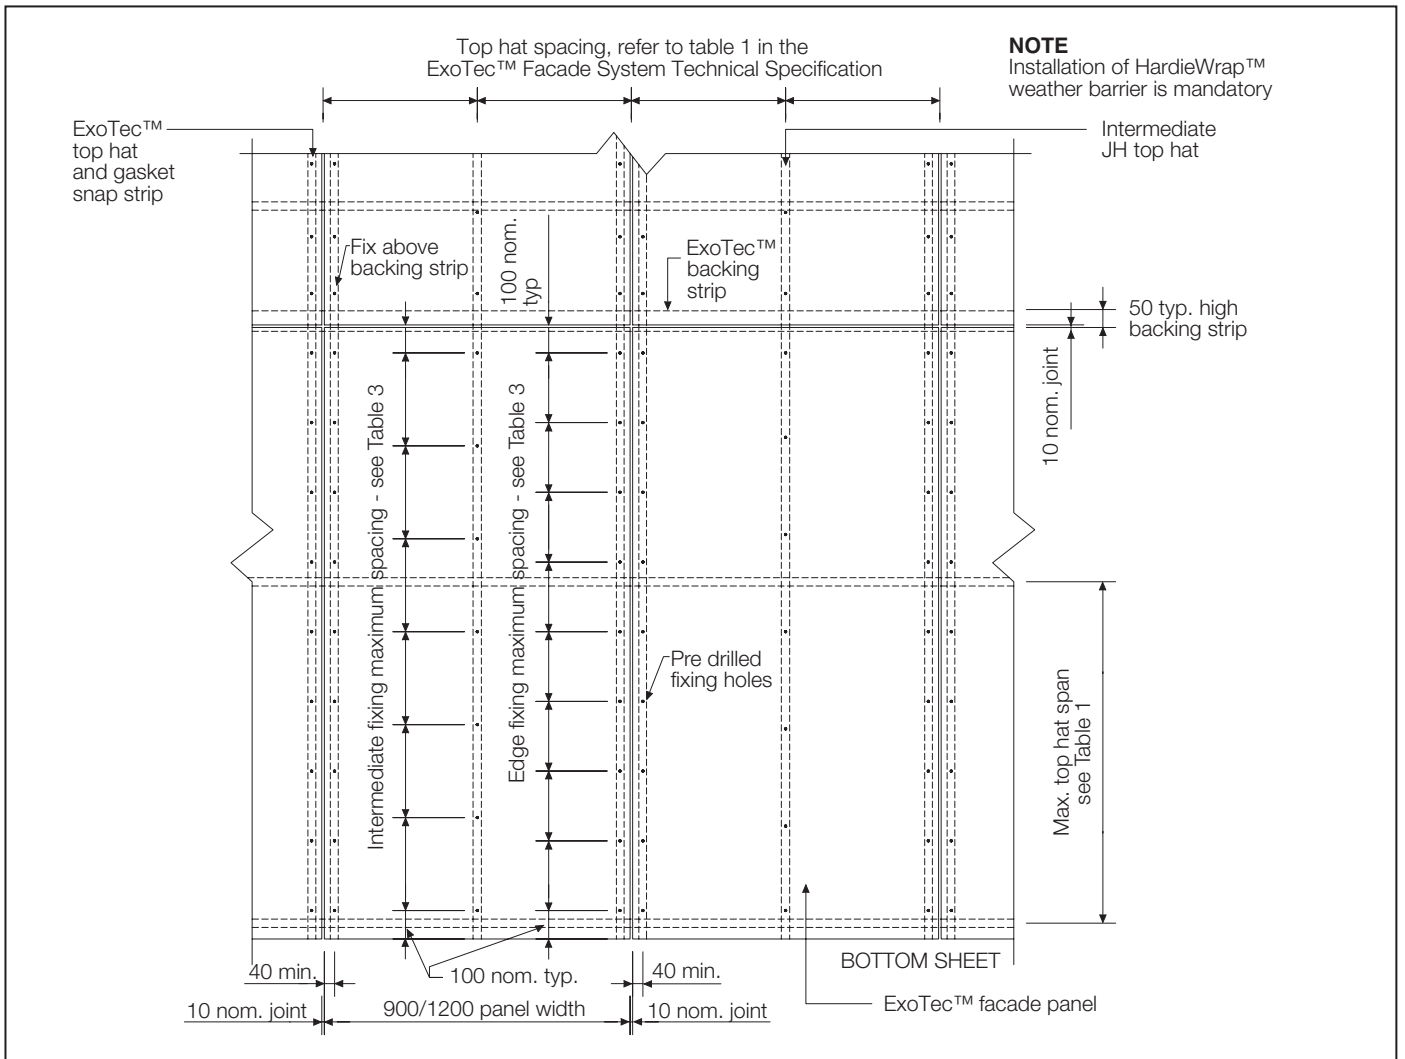 Top hat spacing, refer to table 1 in the
ExoTec™ Facade System Technical Specification
NOTE
Installation of HardieWrap™
weather barrier is mandatory
ExoTec™
top hat
and gasket
snap strip
Intermediate
JH top hat
Fix above
backing strip
100 nom.
typ
ExoTec™
backing
strip
50 typ. high
backing strip
10 nom. joint
Intermediate fixing maximum spacing - see Table 3
Edge fixing maximum spacing - see Table 3
Pre drilled
fixing holes
Max. top hat span
see Table 1
BOTTOM SHEET
40 min.
100 nom. typ.
40 min.
10 nom. joint
900/1200 panel width
10 nom. joint
ExoTec™ facade panel